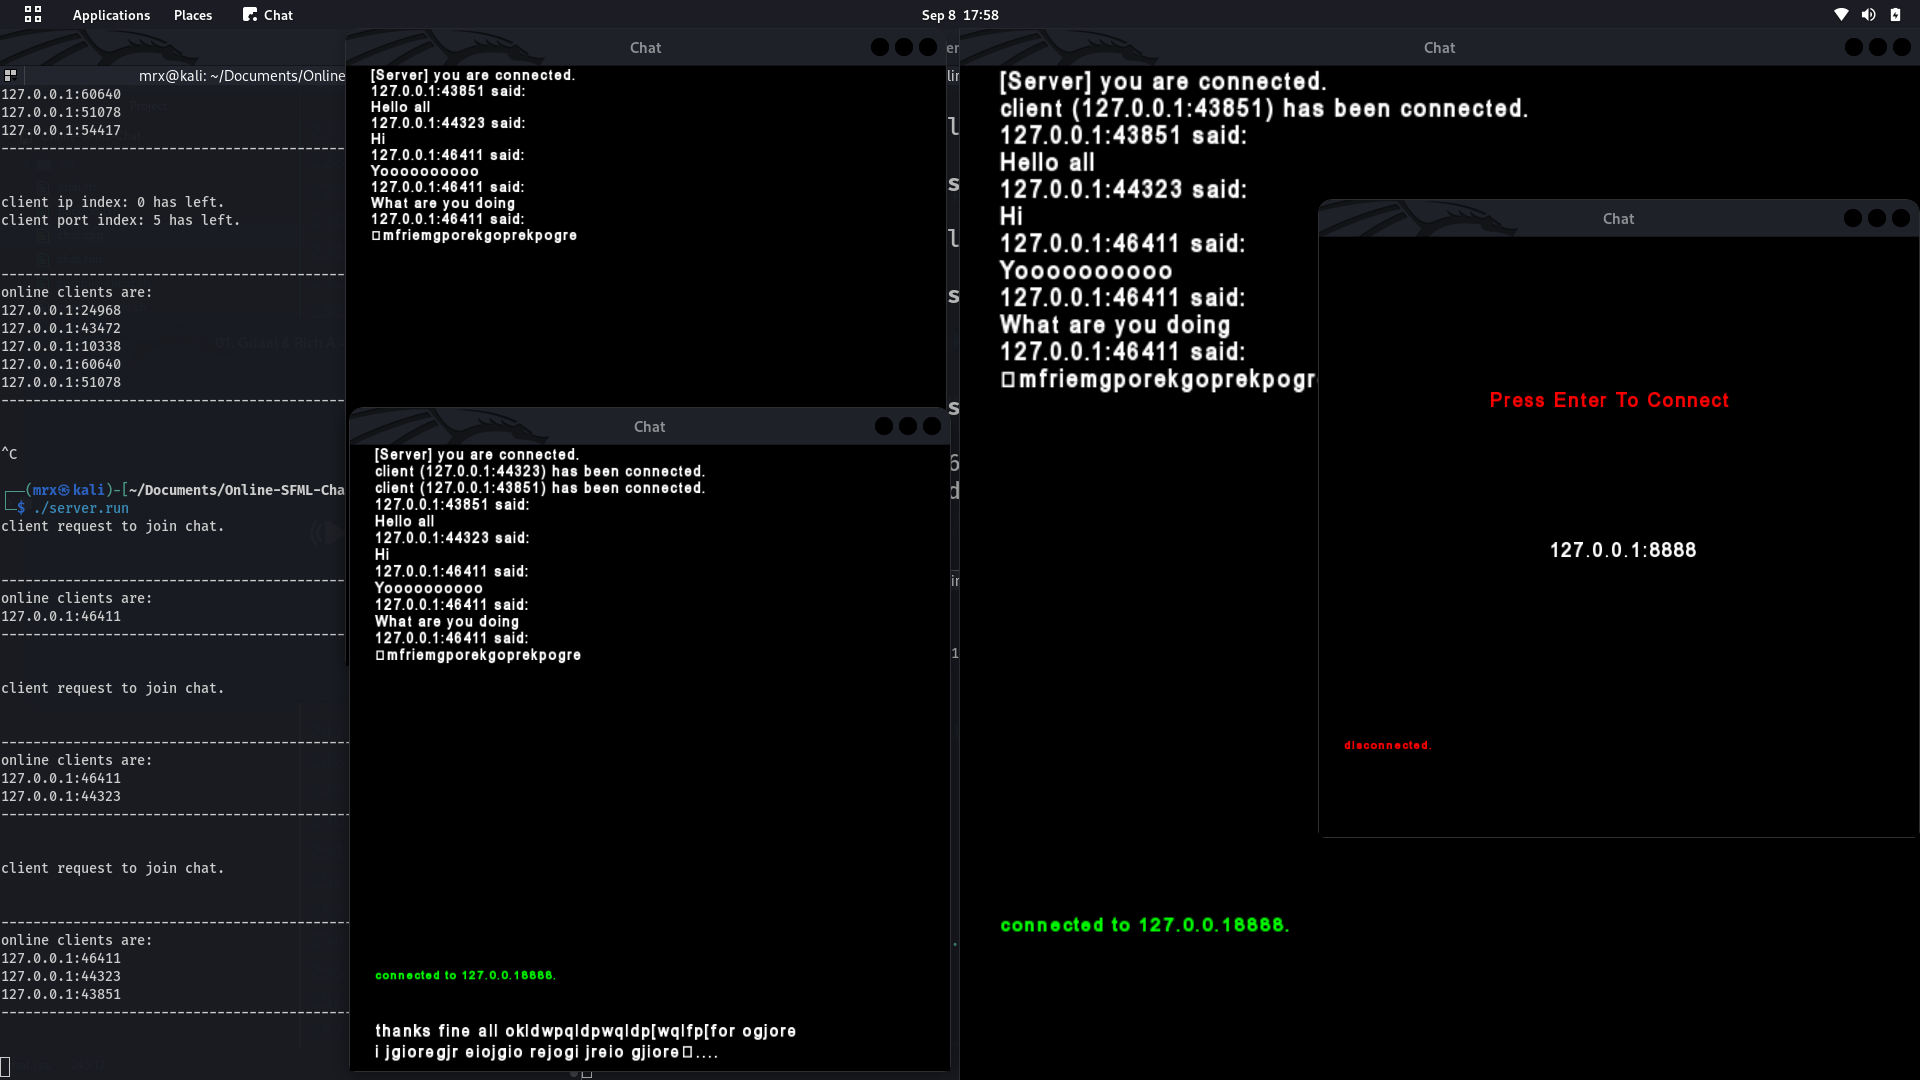 Applications Places Chat Sep 8 17:58
mrx@kali: ~/Documents/Online
127.0.0.1:60640
127.0.0.1:51078
127.0.0.1:54417
--------------------------------------------
client ip index: 0 has left.
client port index: 5 has left.
--------------------------------------------
online clients are:
127.0.0.1:24968
127.0.0.1:43472
127.0.0.1:10338
127.0.0.1:60640
127.0.0.1:51078
--------------------------------------------
^C
┌──(mrx㉿kali)-[~/Documents/Online-SFML-Cha
└─$ ./server.run
client request to join chat.
--------------------------------------------
online clients are:
127.0.0.1:46411
--------------------------------------------
client request to join chat.
--------------------------------------------
online clients are:
127.0.0.1:46411
127.0.0.1:44323
--------------------------------------------
client request to join chat.
--------------------------------------------
online clients are:
127.0.0.1:46411
127.0.0.1:44323
127.0.0.1:43851
--------------------------------------------
Chat
[Server] you are connected.
127.0.0.1:43851 said:
Hello all
127.0.0.1:44323 said:
Hi
127.0.0.1:46411 said:
Yoooooooooo
127.0.0.1:46411 said:
What are you doing
127.0.0.1:46411 said:
□mfriemgporekgoprekpogre
Chat
[Server] you are connected.
client (127.0.0.1:44323) has been connected.
client (127.0.0.1:43851) has been connected.
127.0.0.1:43851 said:
Hello all
127.0.0.1:44323 said:
Hi
127.0.0.1:46411 said:
Yoooooooooo
127.0.0.1:46411 said:
What are you doing
127.0.0.1:46411 said:
□mfriemgporekgoprekpogre
connected to 127.0.0.18888.
thanks fine all okldwpqldpwqldp[wqlfp[for ogjore
i jgioregjr eiojgio rejogi jreio gjiore□....
Chat
[Server] you are connected.
client (127.0.0.1:43851) has been connected.
127.0.0.1:43851 said:
Hello all
127.0.0.1:44323 said:
Hi
127.0.0.1:46411 said:
Yoooooooooo
127.0.0.1:46411 said:
What are you doing
127.0.0.1:46411 said:
□mfriemgporekgoprekpogr
connected to 127.0.0.18888.
Chat
Press Enter To Connect
127.0.0.1:8888
disconnected.